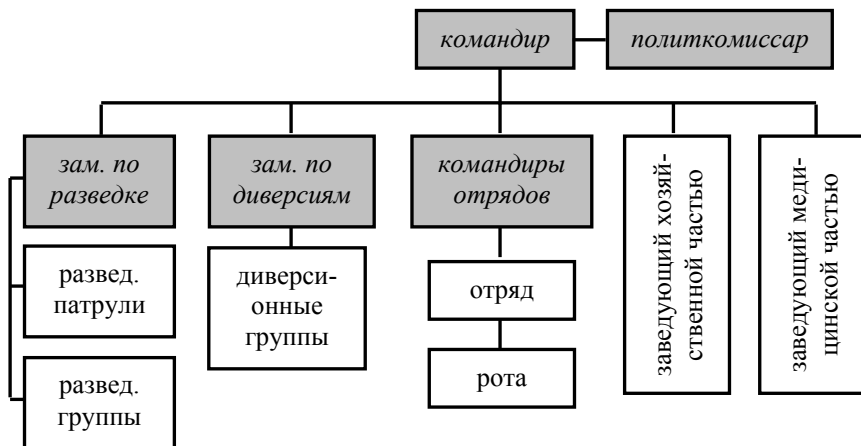 командир
политкомиссар
зам. по
разведке
зам. по
диверсиям
командиры
отрядов
заведующий хозяй-
ственной частью
заведующий меди-
цинской частью
развед.
патрули
диверси-
онные
группы
отряд
развед.
группы
рота